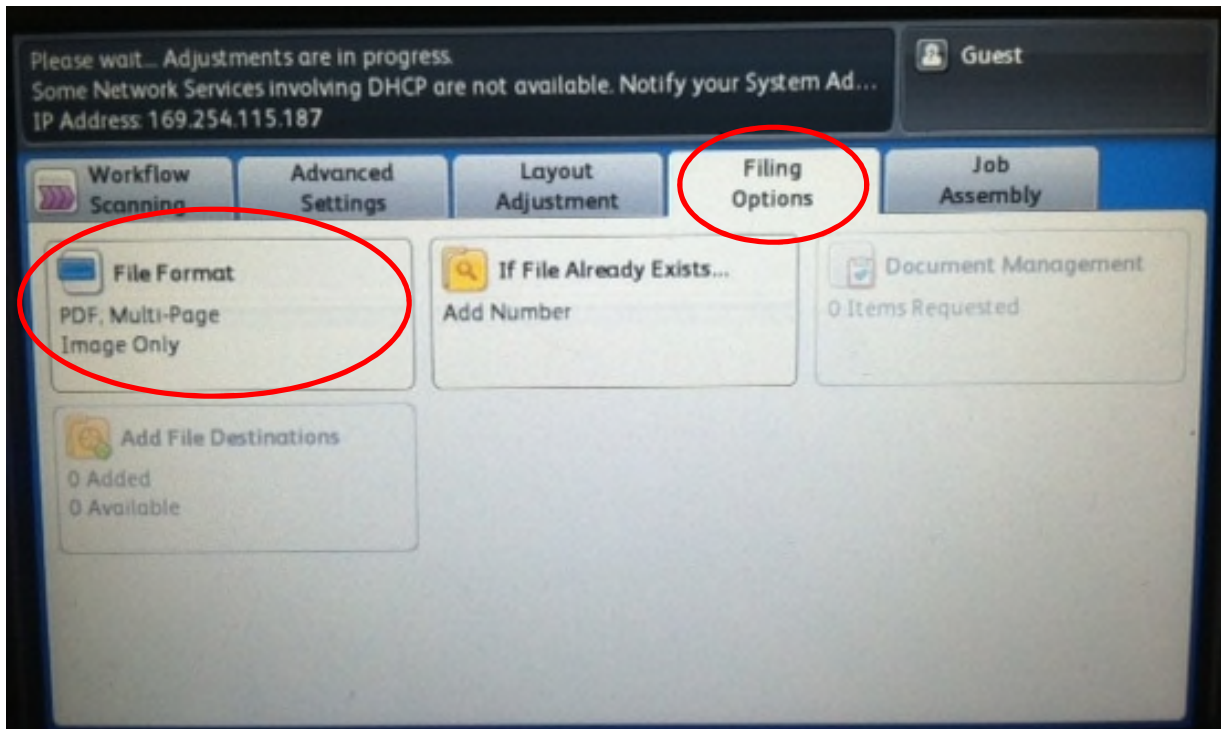 Please wait... Adjustments are in progress.
Some Network Services involving DHCP are not available. Notify your System Ad...
IP Address: 169.254.115.187
Guest
Workflow
Scanning
Advanced
Settings
Layout
Adjustment
Filing
Options
Job
Assembly
File Format
PDF, Multi-Page
Image Only
If File Already Exists...
Add Number
Document Management
0 Items Requested
Add File Destinations
0 Added
0 Available